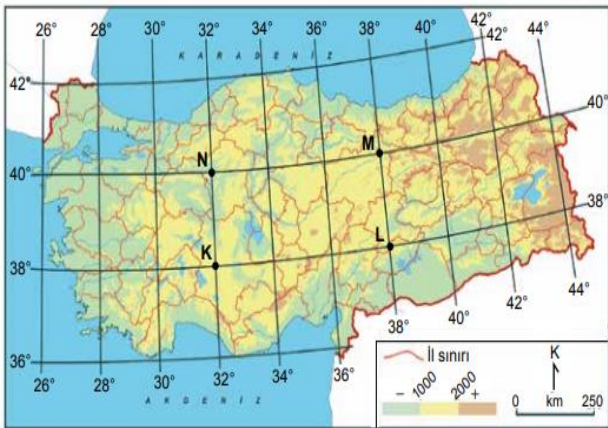 26° 28° 30° 32° 34° 36° 38° 40° 42° 44°
42°
KARADENİZ
42°
40°
M
N
40°
38°
L
K
38°
36°
26° 28° 30° 32° 34° 36°
38° 40° 42° 44°
AKDENİZ
İl sınırı
K
– 1000 2000 +
0 km 250